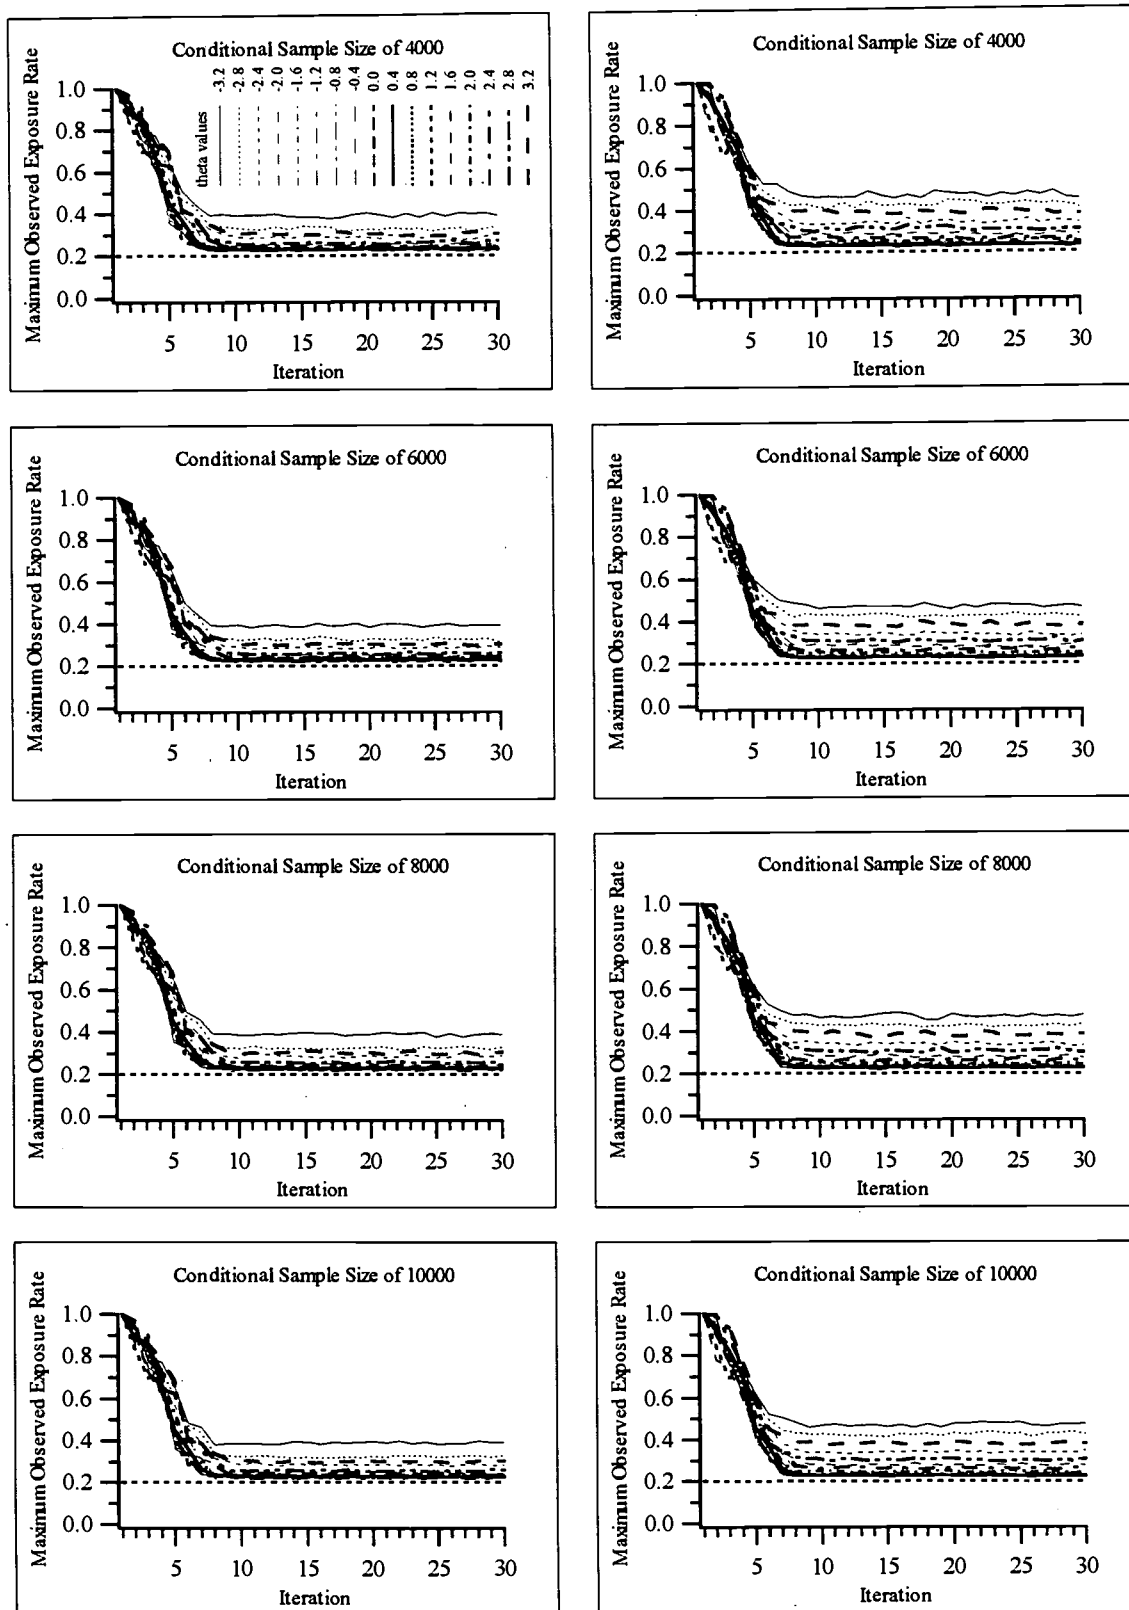 Conditional Sample Size of 4000
Maximum Observed Exposure Rate
theta values
-3.2
-2.8
-2.4
-2.0
-1.6
-1.2
-0.8
-0.4
0.0
0.4
0.8
1.2
1.6
2.0
2.4
2.8
3.2
1.0
0.8
0.6
0.4
0.2
0.0
5 10 15 20 25 30
Iteration
Conditional Sample Size of 4000
Maximum Observed Exposure Rate
1.0
0.8
0.6
0.4
0.2
0.0
5 10 15 20 25 30
Iteration
Conditional Sample Size of 6000
Maximum Observed Exposure Rate
1.0
0.8
0.6
0.4
0.2
0.0
5 10 15 20 25 30
Iteration
Conditional Sample Size of 6000
Maximum Observed Exposure Rate
1.0
0.8
0.6
0.4
0.2
0.0
5 10 15 20 25 30
Iteration
Conditional Sample Size of 8000
Maximum Observed Exposure Rate
1.0
0.8
0.6
0.4
0.2
0.0
5 10 15 20 25 30
Iteration
Conditional Sample Size of 8000
Maximum Observed Exposure Rate
1.0
0.8
0.6
0.4
0.2
0.0
5 10 15 20 25 30
Iteration
Conditional Sample Size of 10000
Maximum Observed Exposure Rate
1.0
0.8
0.6
0.4
0.2
0.0
5 10 15 20 25 30
Iteration
Conditional Sample Size of 10000
Maximum Observed Exposure Rate
1.0
0.8
0.6
0.4
0.2
0.0
5 10 15 20 25 30
Iteration